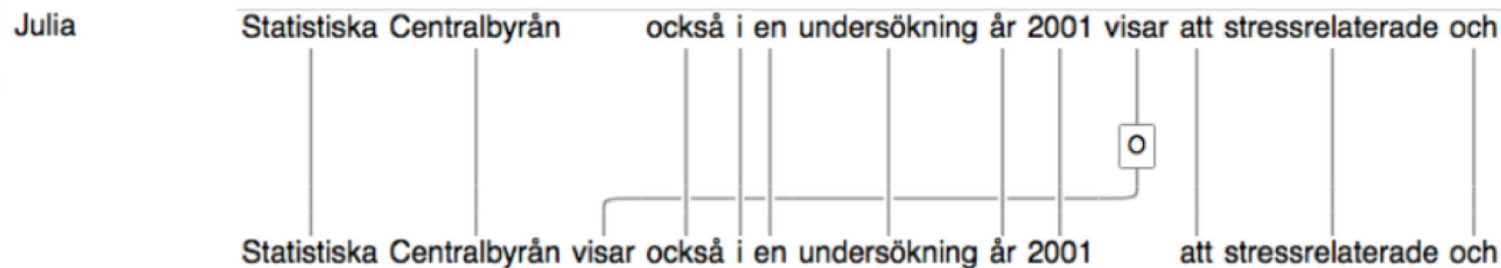 Julia
Statistiska Centralbyrån också i en undersökning år 2001 visar att stressrelaterade och
O
Statistiska Centralbyrån visar också i en undersökning år 2001 att stressrelaterade och